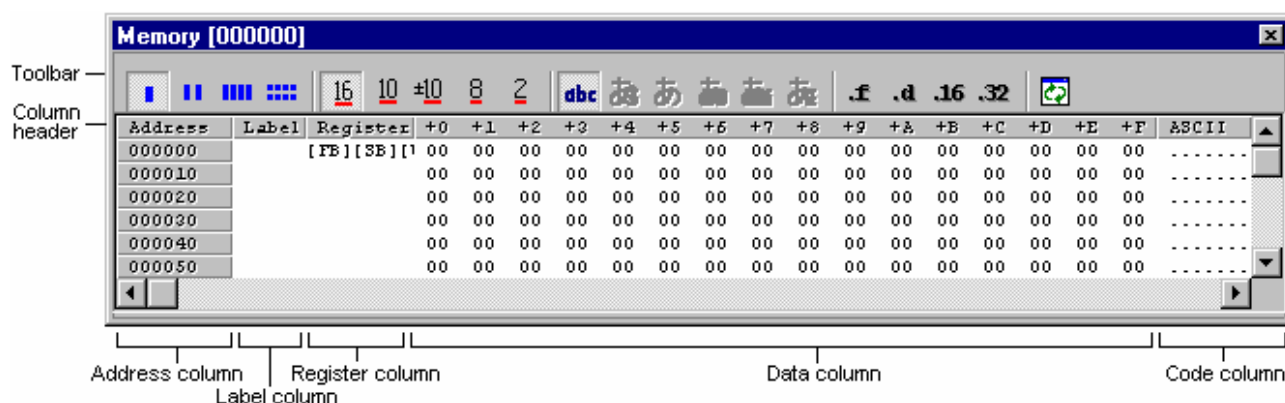 Memory [000000]
Toolbar
16 10 ±10 8 2 abc あ .f .d .16 .32
Column header
Address Label Register +0 +1 +2 +3 +4 +5 +6 +7 +8 +9 +A +B +C +D +E +F ASCII
000000 [FB][SB][ 00 00 00 00 00 00 00 00 00 00 00 00 00 00 00 00 .......
000010 00 00 00 00 00 00 00 00 00 00 00 00 00 00 00 00 .......
000020 00 00 00 00 00 00 00 00 00 00 00 00 00 00 00 00 .......
000030 00 00 00 00 00 00 00 00 00 00 00 00 00 00 00 00 .......
000040 00 00 00 00 00 00 00 00 00 00 00 00 00 00 00 00 .......
000050 00 00 00 00 00 00 00 00 00 00 00 00 00 00 00 00 .......
Address column Register column Data column Code column
Label column